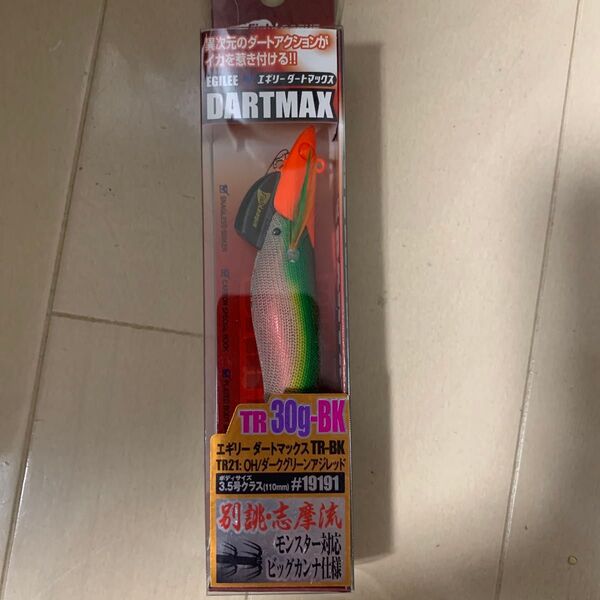 異次元のダートアクションが
イカを惹き付ける!!
EGILEE エギリーダートマックス
DARTMAX
TR 30g-BK
エギリー ダートマックス TR-BK
TR21: OH/ダークグリーンアジレッド
ボディサイズ
3.5号クラス(110mm) #19191
別誂・志摩流
モンスター対応
ビッグカンナ仕様